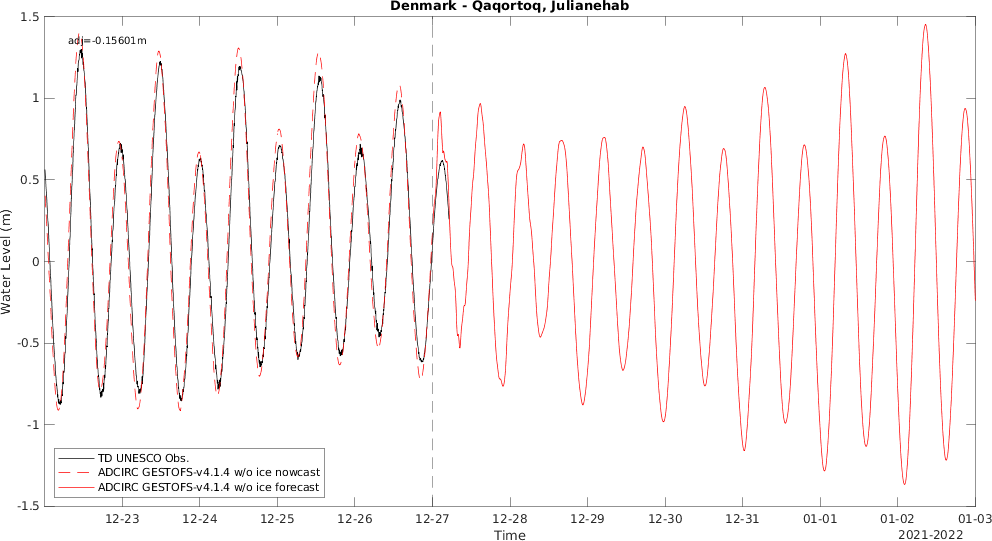 Denmark - Qaqortoq, Julianehab
adj=-0.15601m
1.5
1
0.5
0
-0.5
-1
-1.5
Water Level (m)
TD UNESCO Obs.
ADCIRC GESTOFS-v4.1.4 w/o ice nowcast
ADCIRC GESTOFS-v4.1.4 w/o ice forecast
12-23 12-24 12-25 12-26 12-27 12-28 12-29 12-30 12-31 01-01 01-02 01-03
Time
2021-2022